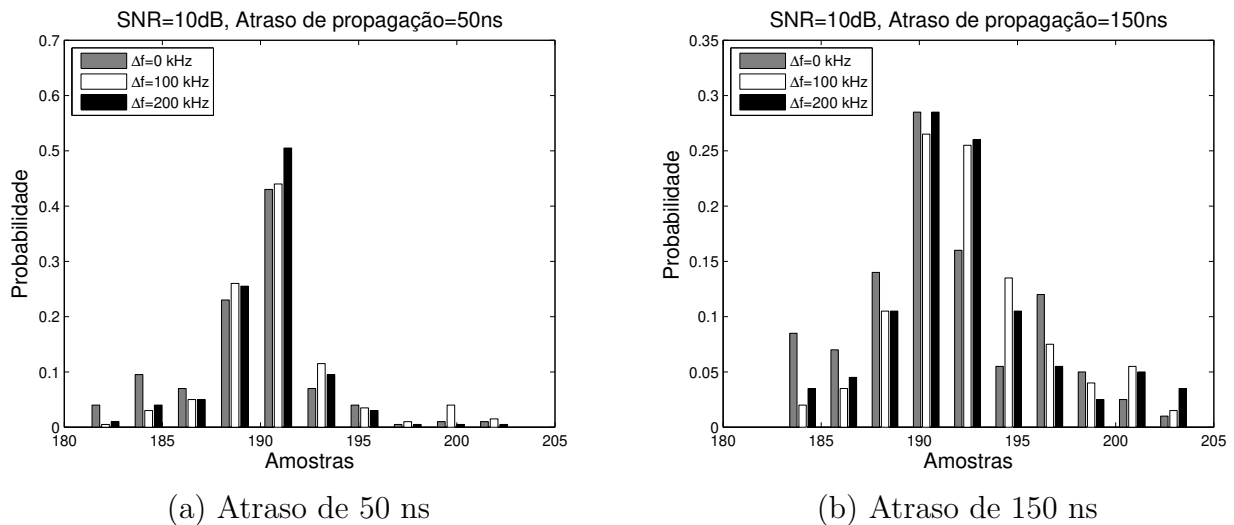 SNR=10dB, Atraso de propagação=50ns
0.7
0.6
0.5
0.4
0.3
0.2
0.1
0
Probabilidade
Δf=0 kHz
Δf=100 kHz
Δf=200 kHz
180 185 190 195 200 205
Amostras
(a) Atraso de 50 ns
SNR=10dB, Atraso de propagação=150ns
0.35
0.3
0.25
0.2
0.15
0.1
0.05
0
Probabilidade
Δf=0 kHz
Δf=100 kHz
Δf=200 kHz
180 185 190 195 200 205
Amostras
(b) Atraso de 150 ns